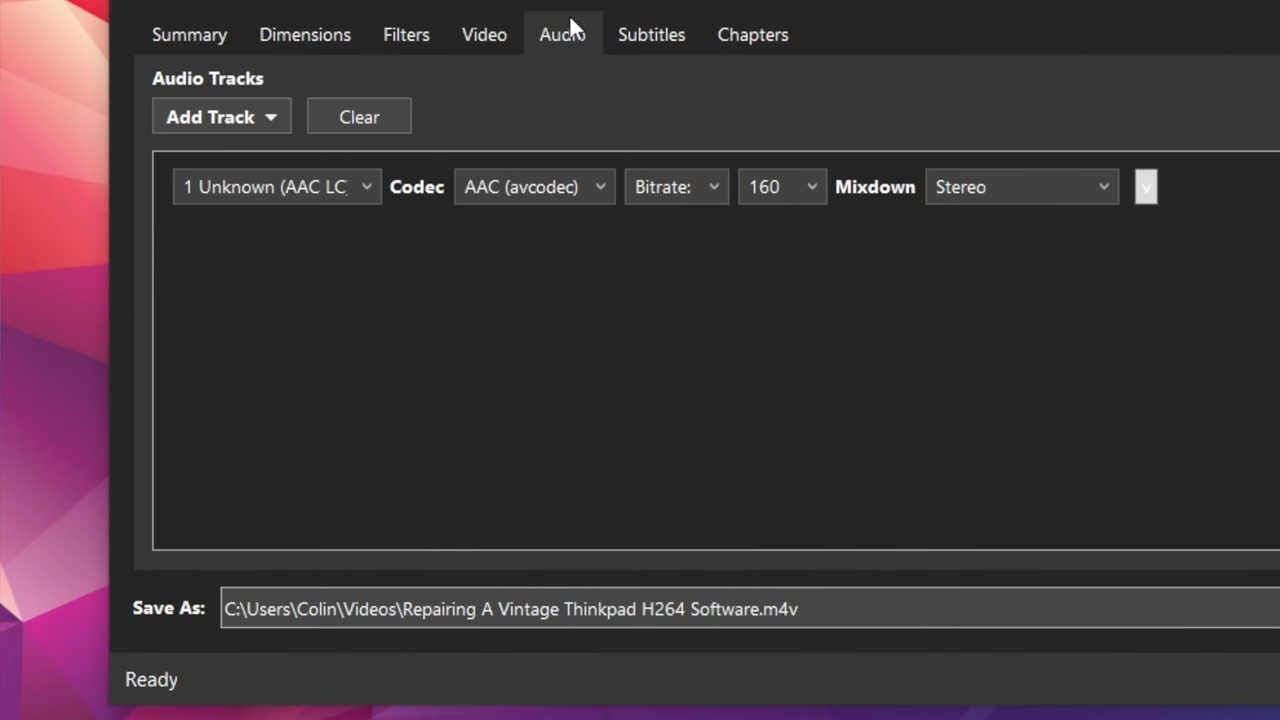 Summary Dimensions Filters Video Audio Subtitles Chapters
Audio Tracks
Add Track Clear
1 Unknown (AAC LC Codec AAC (avcodec) Bitrate: 160 Mixdown Stereo v
Save As: C:\Users\Colin\Videos\Repairing A Vintage Thinkpad H264 Software.m4v
Ready